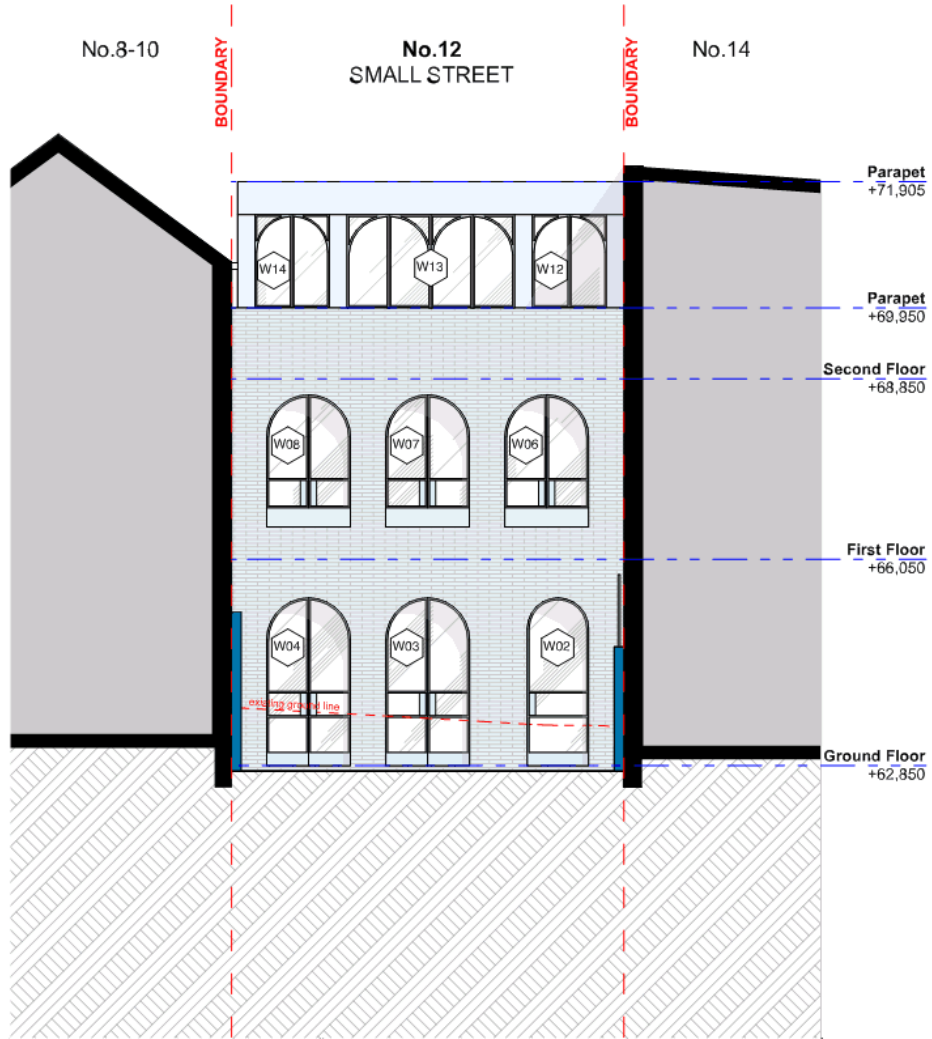 No.8-10
BOUNDARY
No.12
SMALL STREET
BOUNDARY
No.14
Parapet
+71,905
W14
W13
W12
Parapet
+69,950
Second Floor
+68,850
W08
W07
W06
First Floor
+66,050
W04
W03
W02
existing ground line
Ground Floor
+62,850